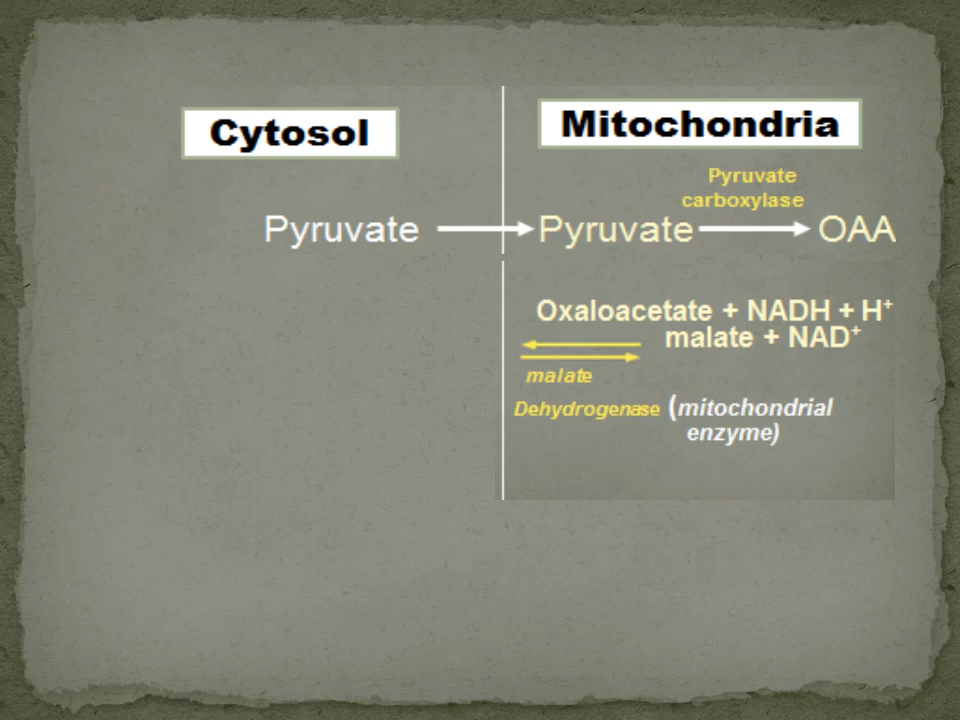 Cytosol
Mitochondria
Pyruvate
carboxylase
Pyruvate Pyruvate OAA
Oxaloacetate + NADH + H⁺
malate + NAD⁺
malate
Dehydrogenase (mitochondrial
enzyme)